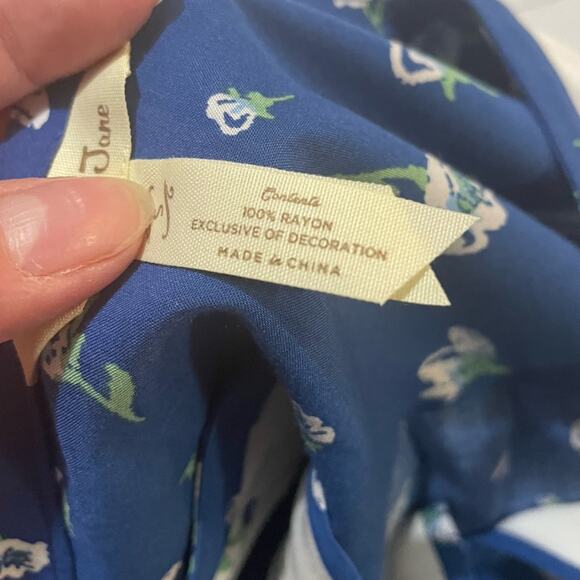 Jane
Contents
100% RAYON
EXCLUSIVE OF DECORATION
MADE in CHINA